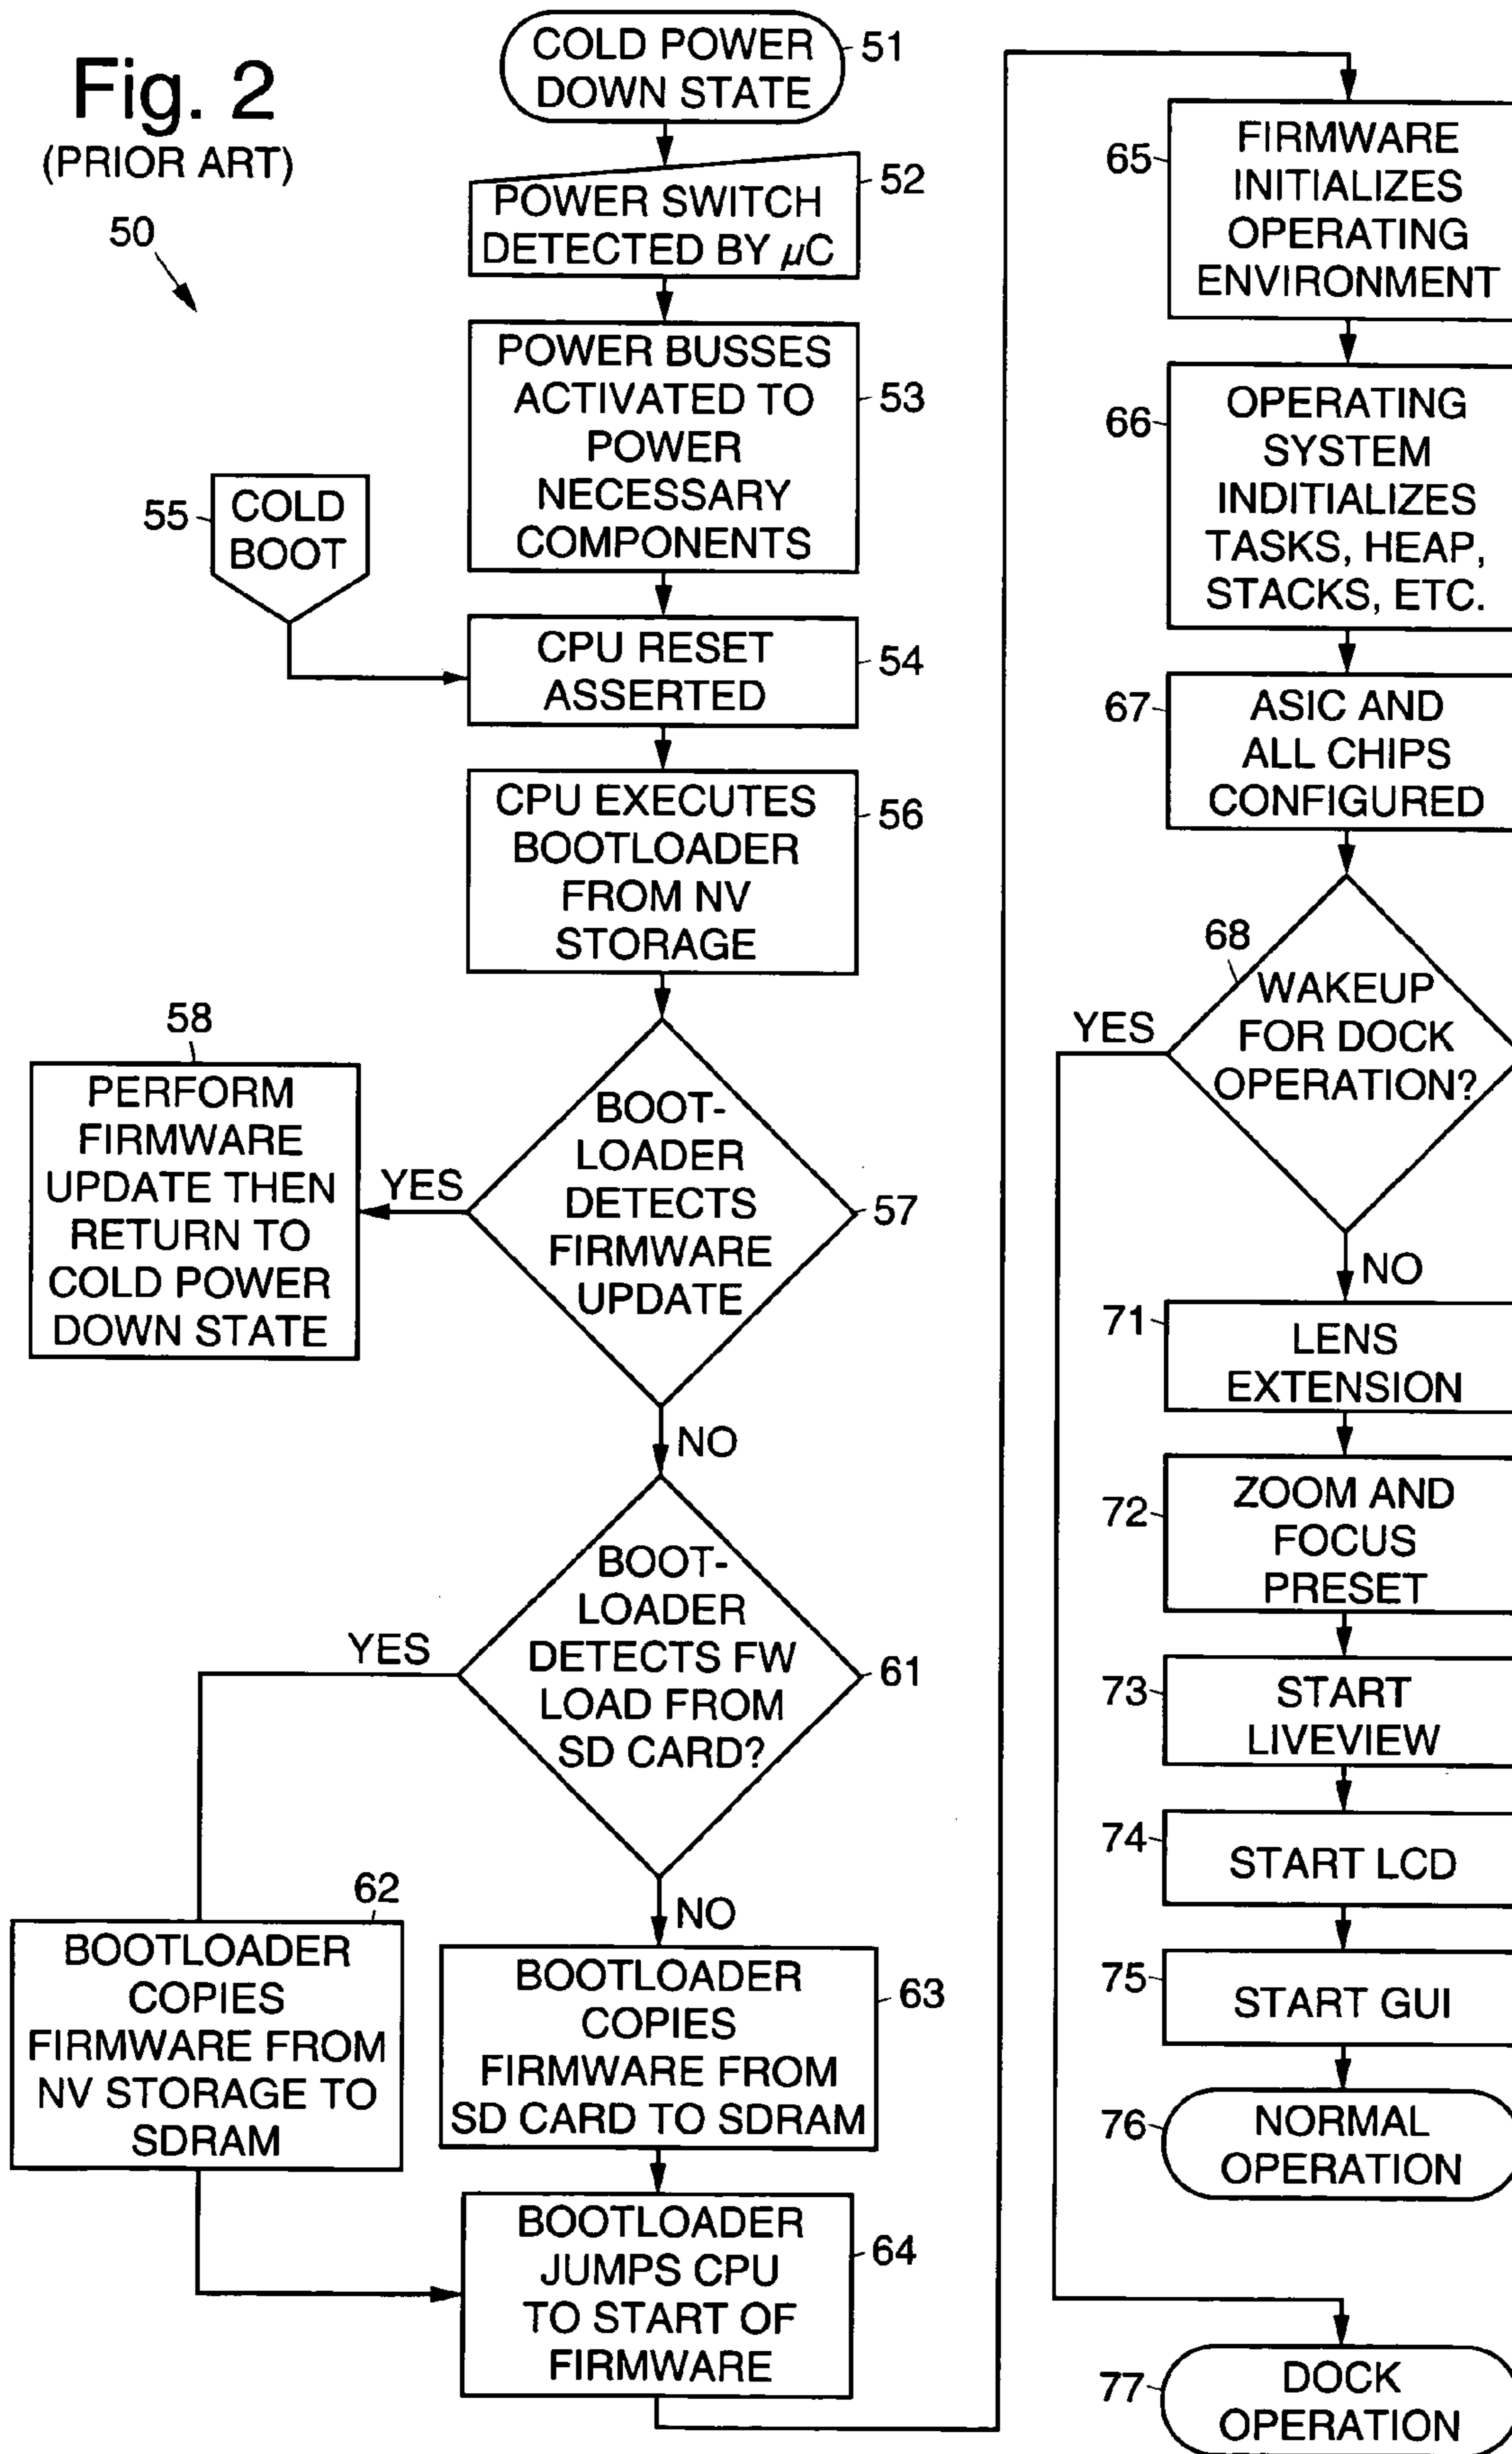 Fig. 2
(PRIOR ART)
50
COLD POWER
DOWN STATE
51
POWER SWITCH
DETECTED BY μC
52
POWER BUSSES
ACTIVATED TO
POWER
NECESSARY
COMPONENTS
53
55
COLD
BOOT
CPU RESET
ASSERTED
54
CPU EXECUTES
BOOTLOADER
FROM NV
STORAGE
56
BOOT-
LOADER
DETECTS
FIRMWARE
UPDATE
57
YES
58
PERFORM
FIRMWARE
UPDATE THEN
RETURN TO
COLD POWER
DOWN STATE
NO
BOOT-
LOADER
DETECTS FW
LOAD FROM
SD CARD?
61
YES
62
BOOTLOADER
COPIES
FIRMWARE FROM
NV STORAGE TO
SDRAM
NO
BOOTLOADER
COPIES
FIRMWARE FROM
SD CARD TO SDRAM
63
BOOTLOADER
JUMPS CPU
TO START OF
FIRMWARE
64
65
FIRMWARE
INITIALIZES
OPERATING
ENVIRONMENT
66
OPERATING
SYSTEM
INDITIALIZES
TASKS, HEAP,
STACKS, ETC.
67
ASIC AND
ALL CHIPS
CONFIGURED
68
WAKEUP
FOR DOCK
OPERATION?
YES
NO
71
LENS
EXTENSION
72
ZOOM AND
FOCUS
PRESET
73
START
LIVEVIEW
74
START LCD
75
START GUI
76
NORMAL
OPERATION
77
DOCK
OPERATION